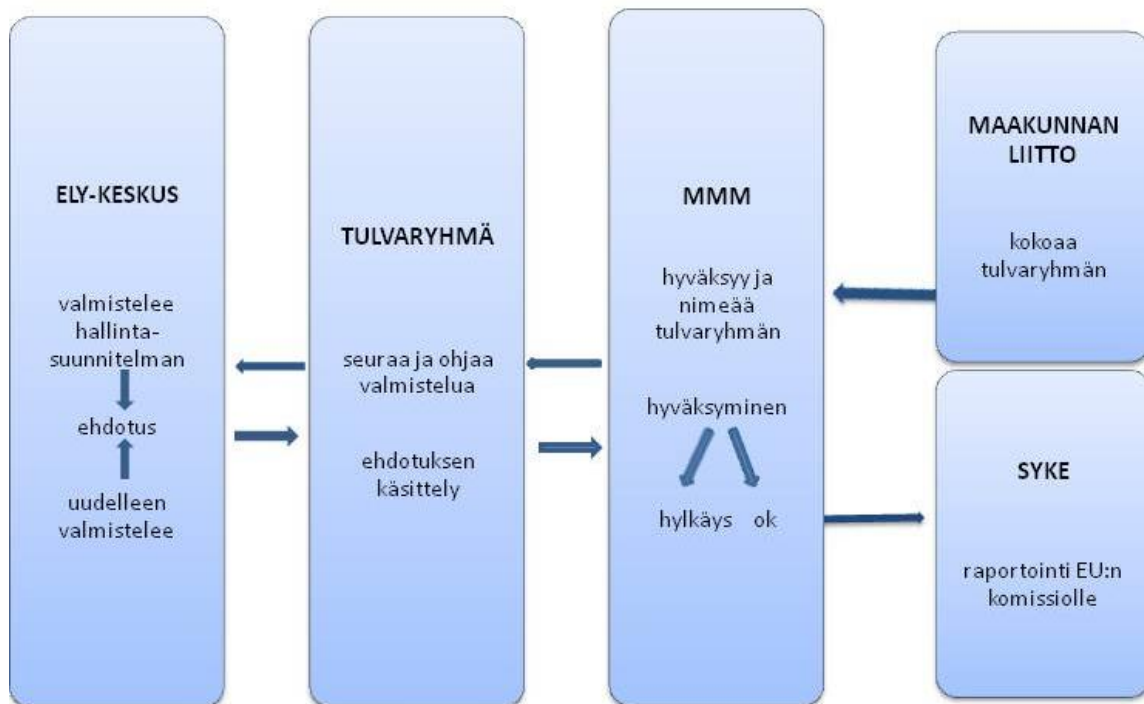 ELY-KESKUS
valmistelee
hallinta-
suunnitelman
ehdotus
uudelleen
valmistelee
TULVARYHMÄ
seuraa ja ohjaa
valmistelua
ehdotuksen
käsittely
MMM
hyväksyy ja
nimeää
tulvaryhmän
hyväksyminen
hylkäys ok
MAAKUNNAN
LIITTO
kokoaa
tulvaryhmän
SYKE
raportointi EU:n
komissiolle